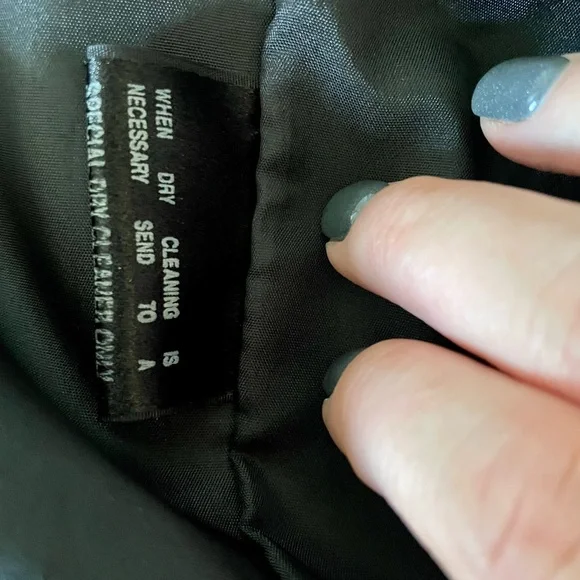 WHEN DRY CLEANING IS
NECESSARY SEND TO A
SPECIAL DRY CLEANER ONLY